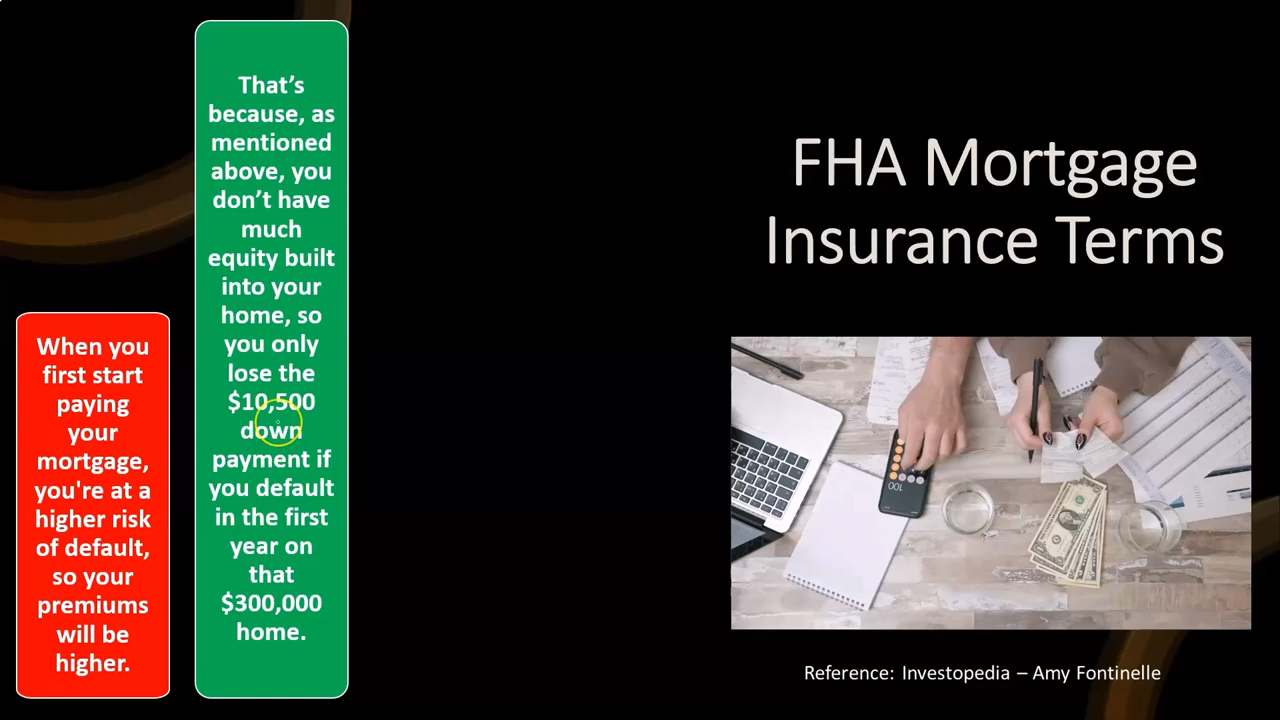 When you
first start
paying
your
mortgage,
you're at a
higher risk
of default,
so your
premiums
will be
higher.
That’s
because, as
mentioned
above, you
don’t have
much
equity built
into your
home, so
you only
lose the
$10,500
down
payment if
you default
in the first
year on
that
$300,000
home.
FHA Mortgage
Insurance Terms
100
Reference: Investopedia – Amy Fontinelle